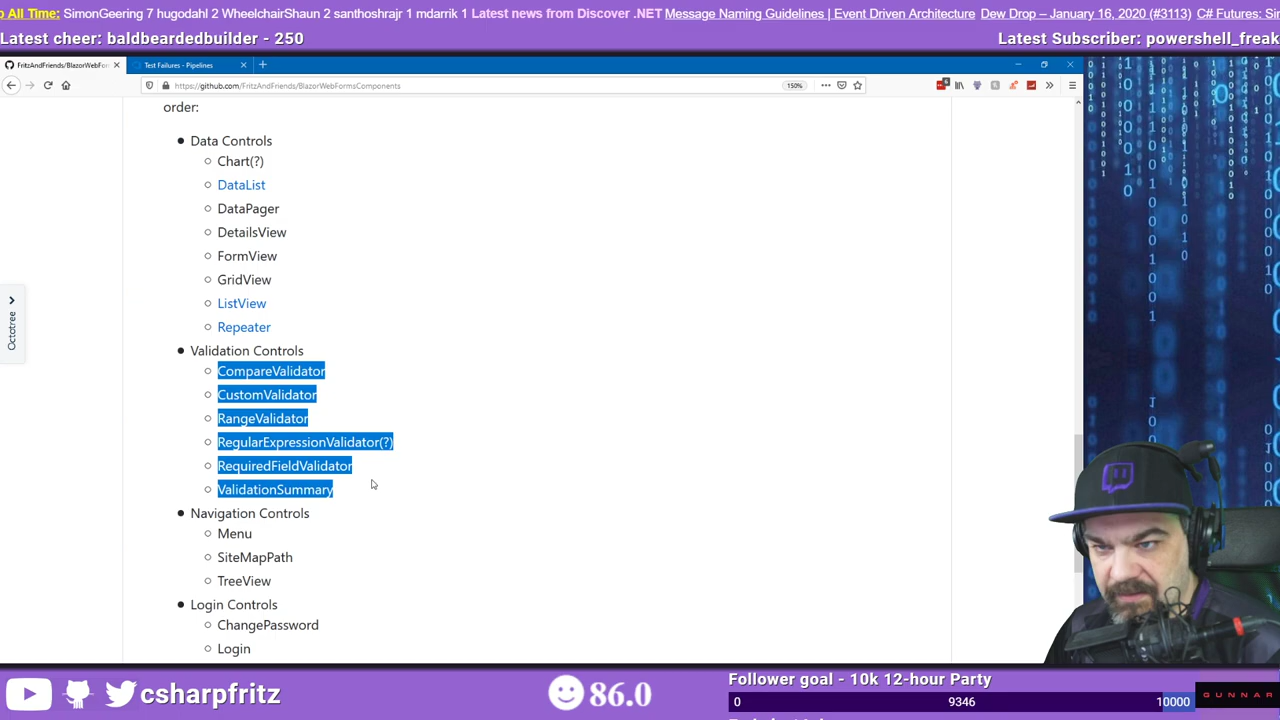 p All Time: SimonGeering 7 hugodahl 2 WheelchairShaun 2 santhoshrajr 1 mdarrik 1 Latest news from Discover .NET Message Naming Guidelines | Event Driven Architecture Dew Drop – January 16, 2020 (#3113) C# Futures: Sir
Latest cheer: baldbeardedbuilder - 250
Latest Subscriber: powershell_freak
FritzAndFriends/BlazorWebForm
Test Failures - Pipelines
https://github.com/FritzAndFriends/BlazorWebFormsComponents
150%
order:
Data Controls
Chart(?)
DataList
DataPager
DetailsView
FormView
GridView
ListView
Repeater
Validation Controls
CompareValidator
CustomValidator
RangeValidator
RegularExpressionValidator(?)
RequiredFieldValidator
ValidationSummary
Navigation Controls
Menu
SiteMapPath
TreeView
Login Controls
ChangePassword
Login
Octotree
csharpfritz
86.0
Follower goal - 10k 12-hour Party
0 9346 10000
GUNNAR